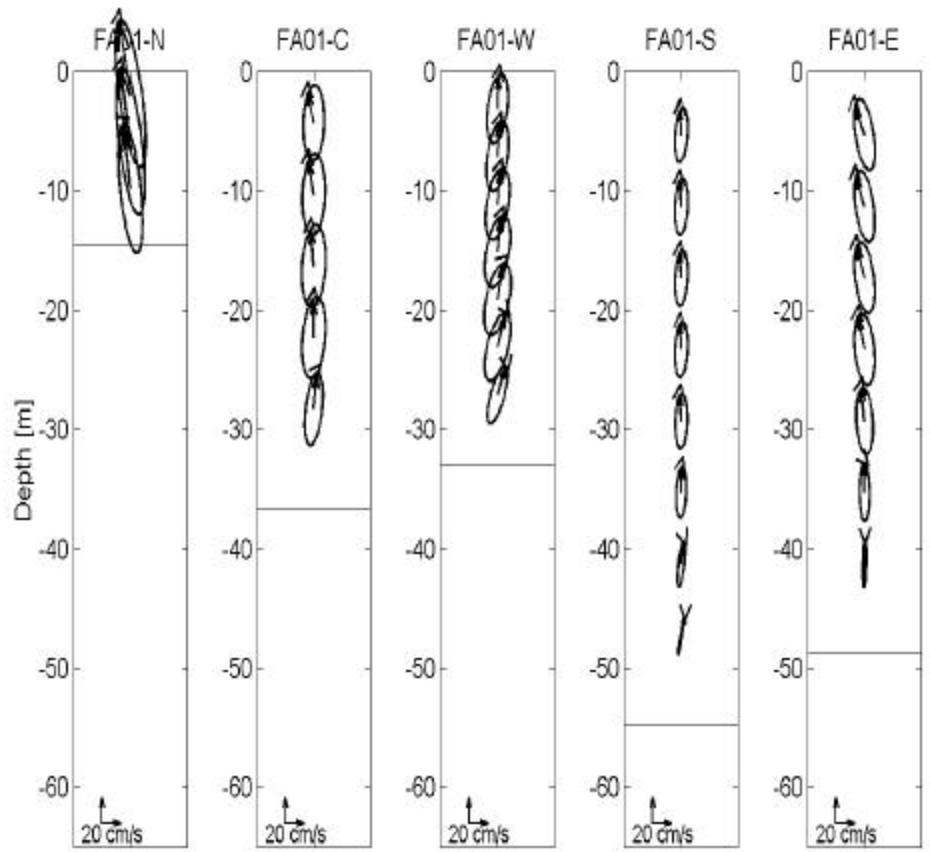 FA01-N FA01-C FA01-W FA01-S FA01-E
0 0 0 0 0
-10 -10 -10 -10 -10
-20 -20 -20 -20 -20
-30 -30 -30 -30 -30
Depth [m]
-40 -40 -40 -40 -40
-50 -50 -50 -50 -50
-60 -60 -60 -60 -60
20 cm/s 20 cm/s 20 cm/s 20 cm/s 20 cm/s